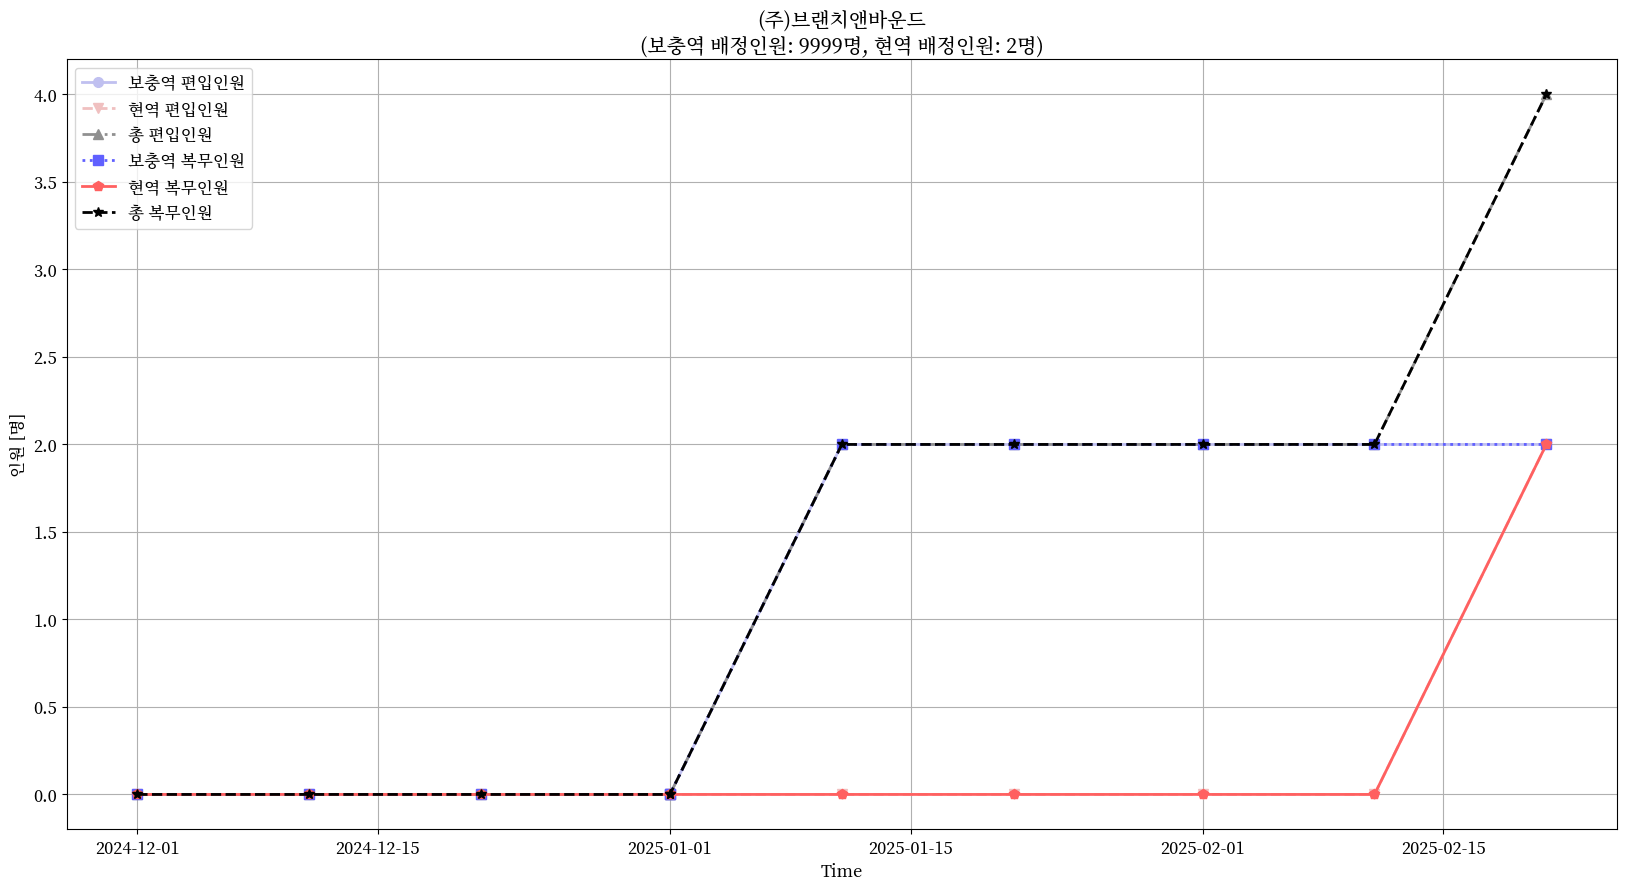 (주)브랜치앤바운드
(보충역 배정인원: 9999명, 현역 배정인원: 2명)
보충역 편입인원
현역 편입인원
총 편입인원
보충역 복무인원
현역 복무인원
총 복무인원
4.0
3.5
3.0
2.5
2.0
1.5
1.0
0.5
0.0
인원 [명]
2024-12-01
2024-12-15
2025-01-01
2025-01-15
2025-02-01
2025-02-15
Time